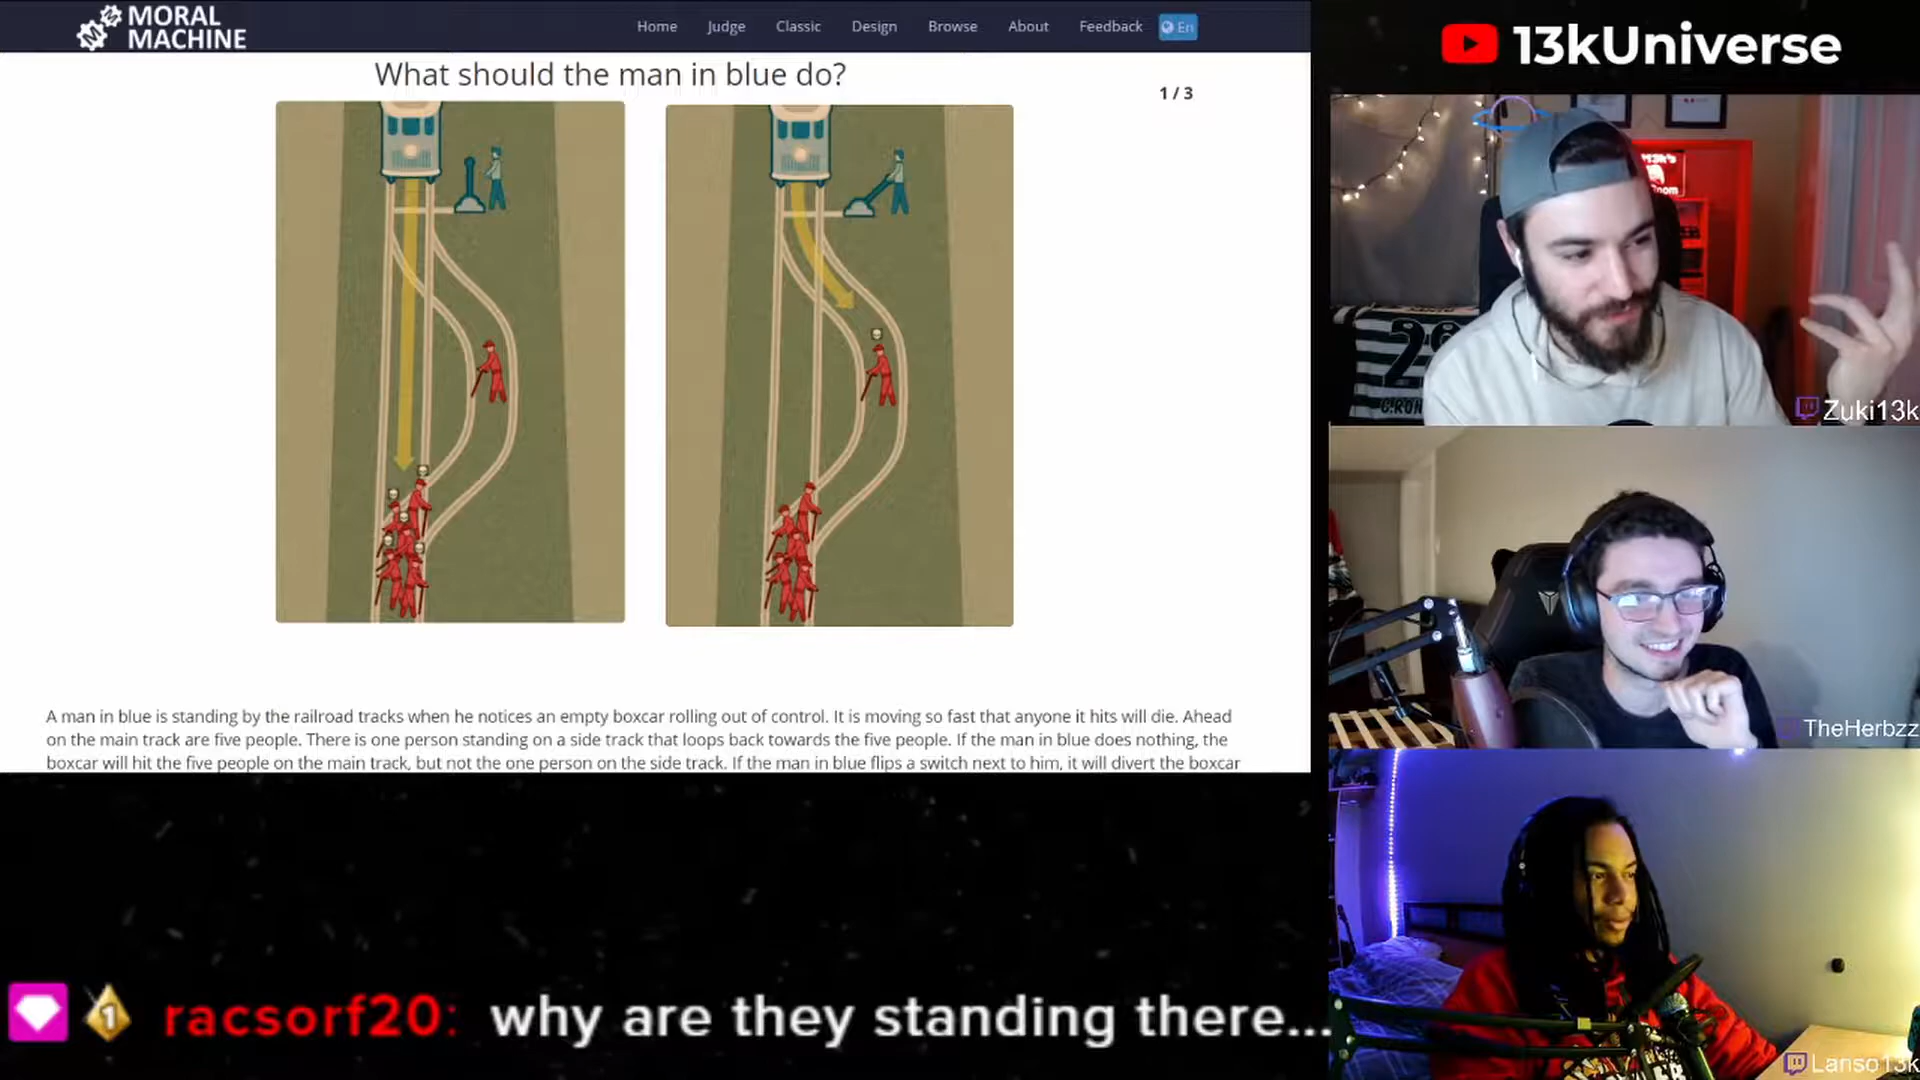 MORAL
MACHINE
Home Judge Classic Design Browse About Feedback En
What should the man in blue do?
1 / 3
A man in blue is standing by the railroad tracks when he notices an empty boxcar rolling out of control. It is moving so fast that anyone it hits will die. Ahead
on the main track are five people. There is one person standing on a side track that loops back towards the five people. If the man in blue does nothing, the
boxcar will hit the five people on the main track, but not the one person on the side track. If the man in blue flips a switch next to him, it will divert the boxcar
1
racsorf20: why are they standing there...
13kUniverse
13k's
Room
Zuki13k
TheHerbzz
Lanso13k